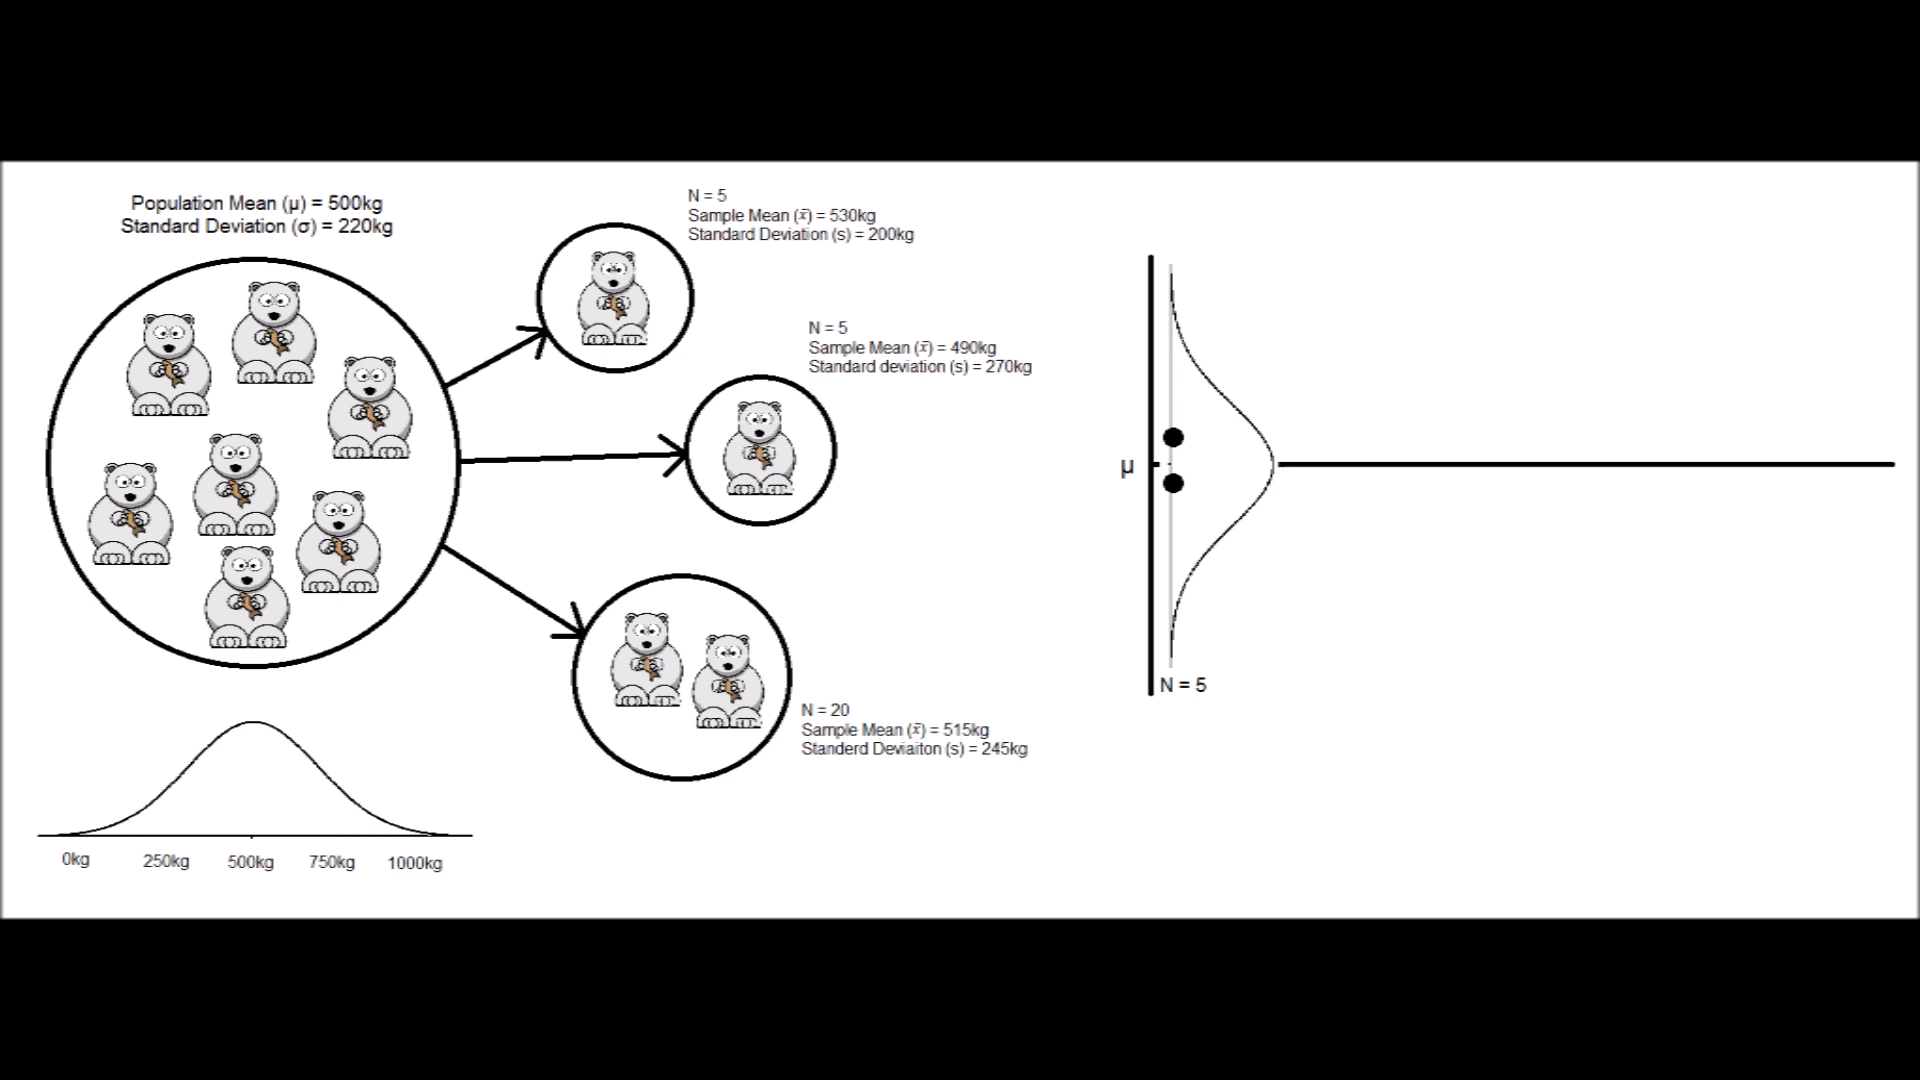 Population Mean (μ) = 500kg
Standard Deviation (σ) = 220kg
N = 5
Sample Mean (x̄) = 530kg
Standard Deviation (s) = 200kg
N = 5
Sample Mean (x̄) = 490kg
Standard deviation (s) = 270kg
N = 20
Sample Mean (x̄) = 515kg
Standerd Deviaiton (s) = 245kg
0kg 250kg 500kg 750kg 1000kg
μ
N = 5